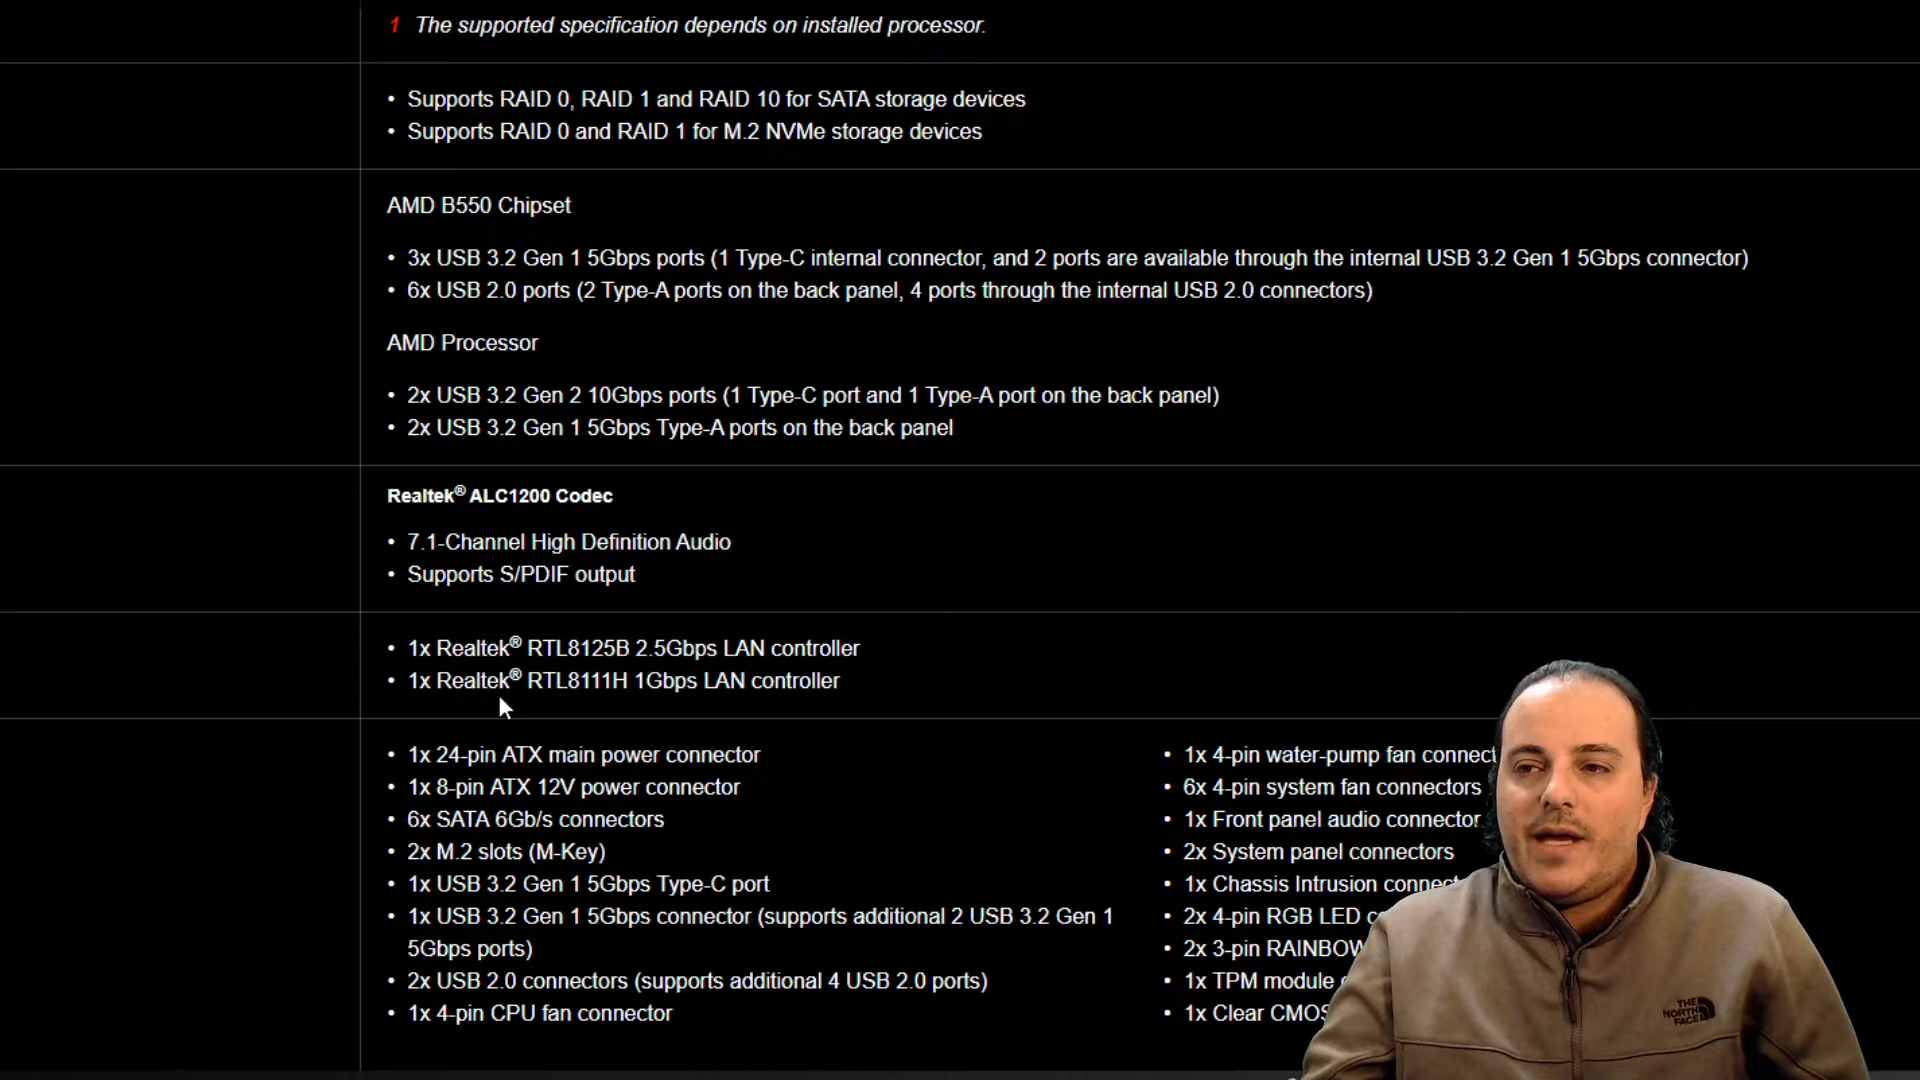 1 The supported specification depends on installed processor.
• Supports RAID 0, RAID 1 and RAID 10 for SATA storage devices
• Supports RAID 0 and RAID 1 for M.2 NVMe storage devices
AMD B550 Chipset
• 3x USB 3.2 Gen 1 5Gbps ports (1 Type-C internal connector, and 2 ports are available through the internal USB 3.2 Gen 1 5Gbps connector)
• 6x USB 2.0 ports (2 Type-A ports on the back panel, 4 ports through the internal USB 2.0 connectors)
AMD Processor
• 2x USB 3.2 Gen 2 10Gbps ports (1 Type-C port and 1 Type-A port on the back panel)
• 2x USB 3.2 Gen 1 5Gbps Type-A ports on the back panel
Realtek® ALC1200 Codec
• 7.1-Channel High Definition Audio
• Supports S/PDIF output
• 1x Realtek® RTL8125B 2.5Gbps LAN controller
• 1x Realtek® RTL8111H 1Gbps LAN controller
• 1x 24-pin ATX main power connector
• 1x 8-pin ATX 12V power connector
• 6x SATA 6Gb/s connectors
• 2x M.2 slots (M-Key)
• 1x USB 3.2 Gen 1 5Gbps Type-C port
• 1x USB 3.2 Gen 1 5Gbps connector (supports additional 2 USB 3.2 Gen 1
5Gbps ports)
• 2x USB 2.0 connectors (supports additional 4 USB 2.0 ports)
• 1x 4-pin CPU fan connector
• 1x 4-pin water-pump fan connect
• 6x 4-pin system fan connectors
• 1x Front panel audio connector
• 2x System panel connectors
• 1x Chassis Intrusion connect
• 2x 4-pin RGB LED
• 2x 3-pin RAINBOW
• 1x TPM module
• 1x Clear CMOS
THE
NORTH
FACE